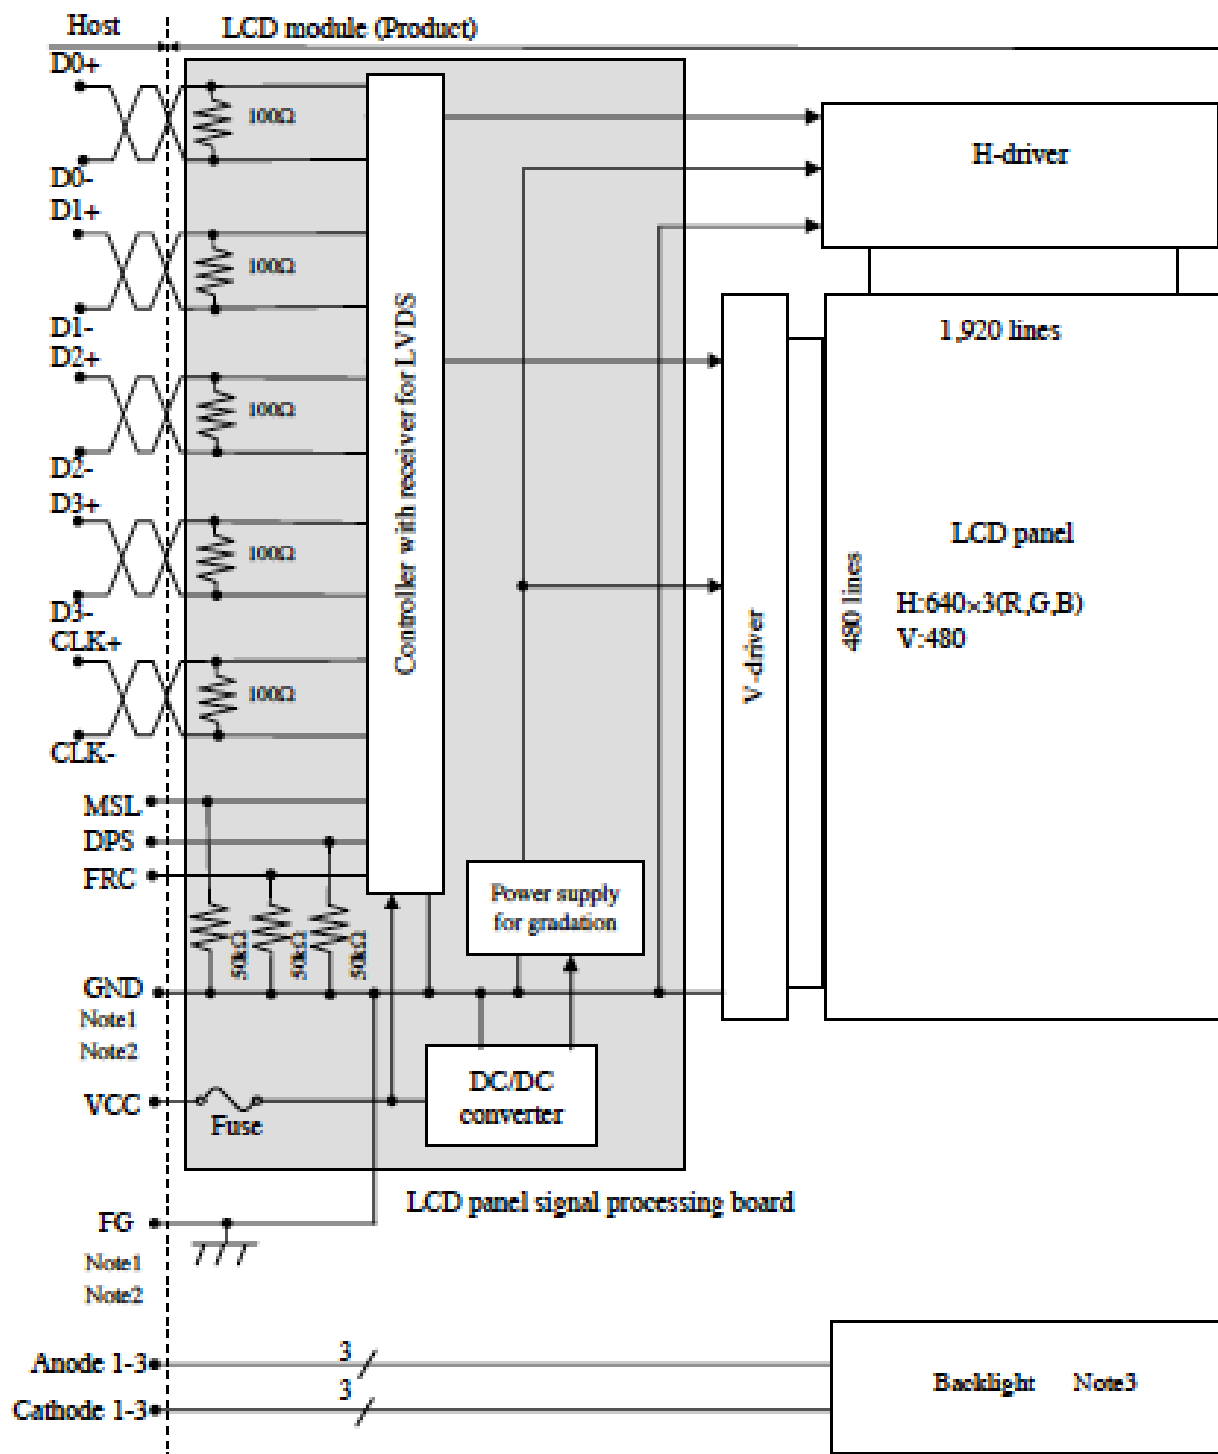 Host
LCD module (Product)
D0+
100Ω
D0-
D1+
100Ω
D1-
D2+
100Ω
D2-
D3+
100Ω
D3-
CLK+
100Ω
CLK-
MSL
DPS
FRC
50kΩ
50kΩ
50kΩ
GND
Note1
Note2
VCC
Fuse
FG
Note1
Note2
Controller with receiver for LVDS
Power supply
for gradation
DC/DC
converter
LCD panel signal processing board
H-driver
V-driver
1,920 lines
480 lines
LCD panel
H:640×3(R,G,B)
V:480
Anode 1-3
3
Cathode 1-3
3
Backlight Note3